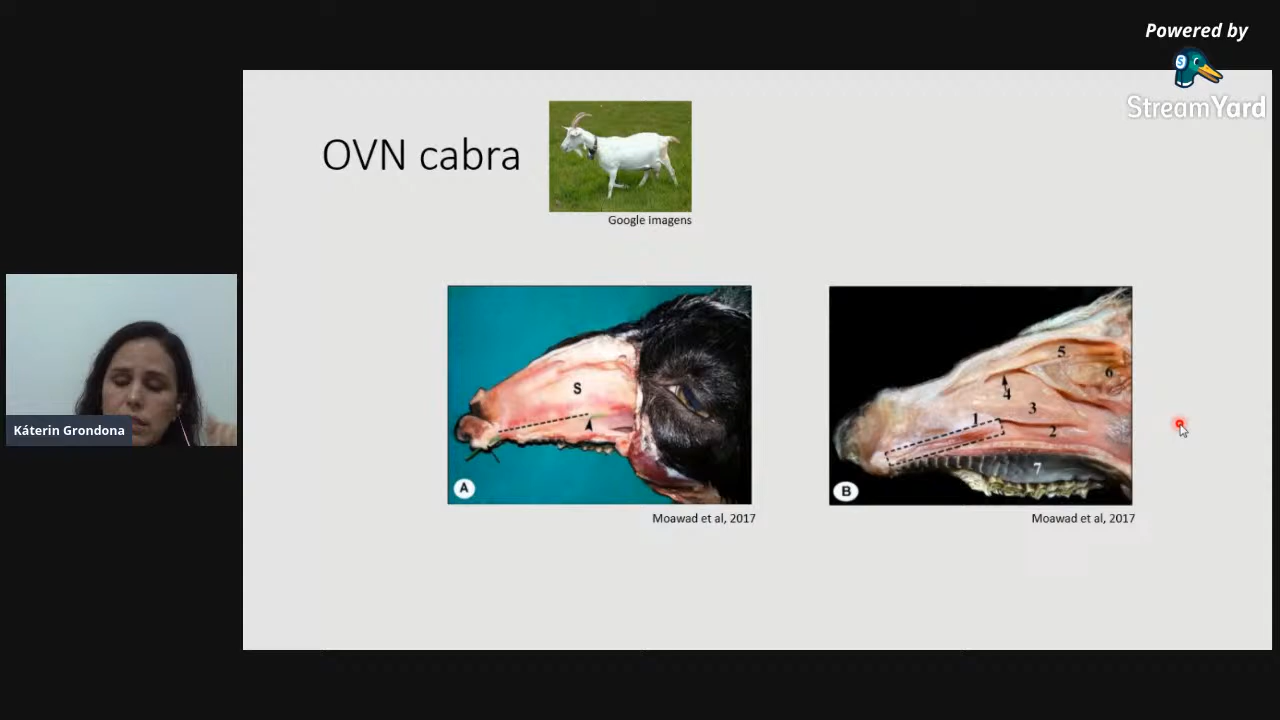 Powered by
StreamYard
OVN cabra
Google imagens
S
A
Moawad et al, 2017
5
6
4
3
1
2
7
B
Moawad et al, 2017
Káterin Grondona